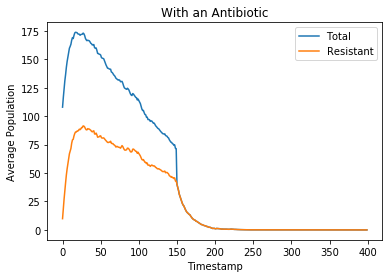 With an Antibiotic
Total
Resistant
Average Population
175
150
125
100
75
50
25
0
0 50 100 150 200 250 300 350 400
Timestamp